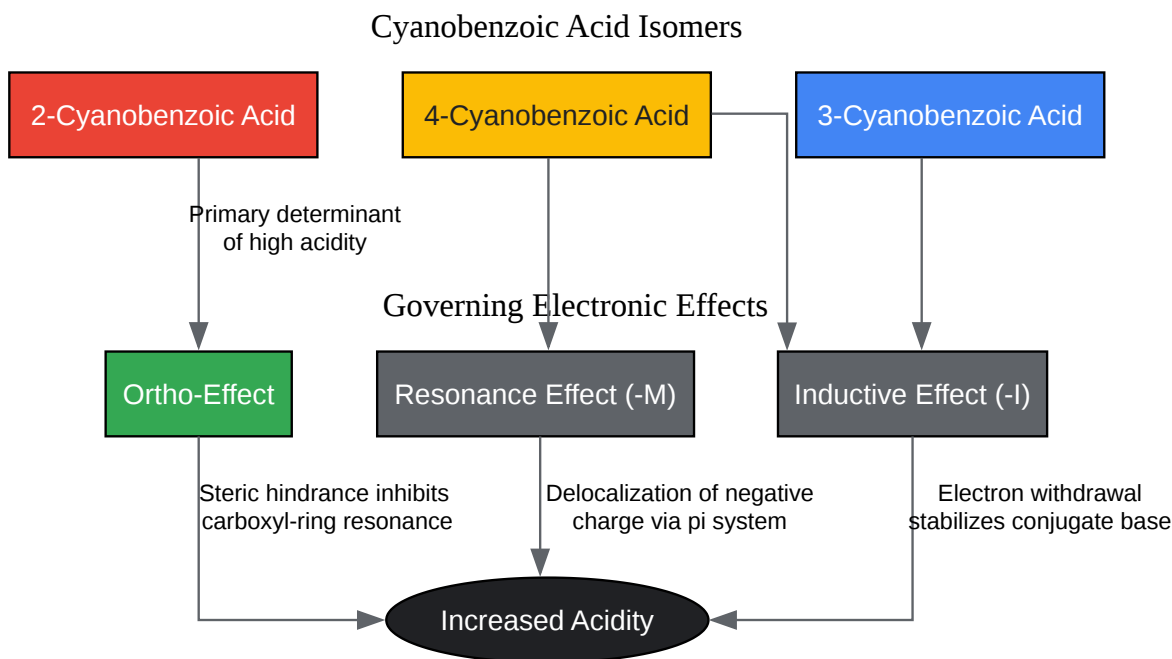 Cyanobenzoic Acid Isomers
2-Cyanobenzoic Acid
4-Cyanobenzoic Acid
3-Cyanobenzoic Acid
Primary determinant
of high acidity
Governing Electronic Effects
Ortho-Effect
Resonance Effect (-M)
Inductive Effect (-I)
Steric hindrance inhibits
carboxyl-ring resonance
Delocalization of negative
charge via pi system
Electron withdrawal
stabilizes conjugate base
Increased Acidity